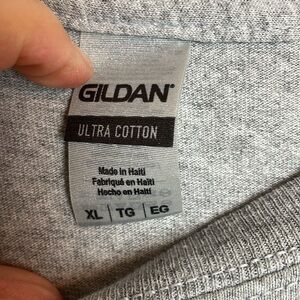 GILDAN®
ULTRA COTTON
Made in Haiti
Fabriqué en Haïti
Hecho en Haití
XL | TG | EG